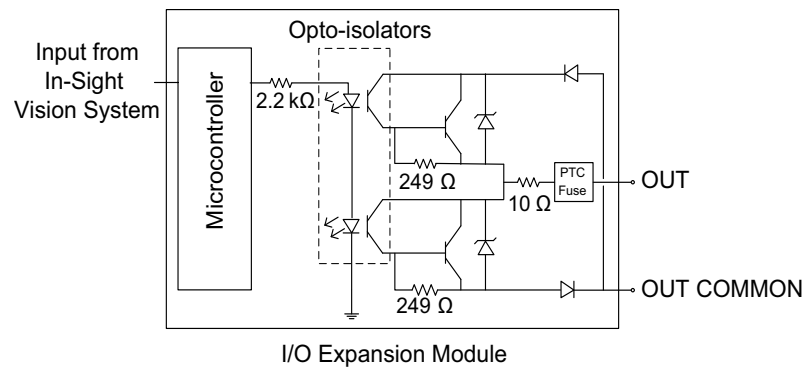 Opto-isolators
Input from
In-Sight
Vision System
Microcontroller
2.2 kΩ
249 Ω
10 Ω
PTC
Fuse
OUT
249 Ω
OUT COMMON
I/O Expansion Module